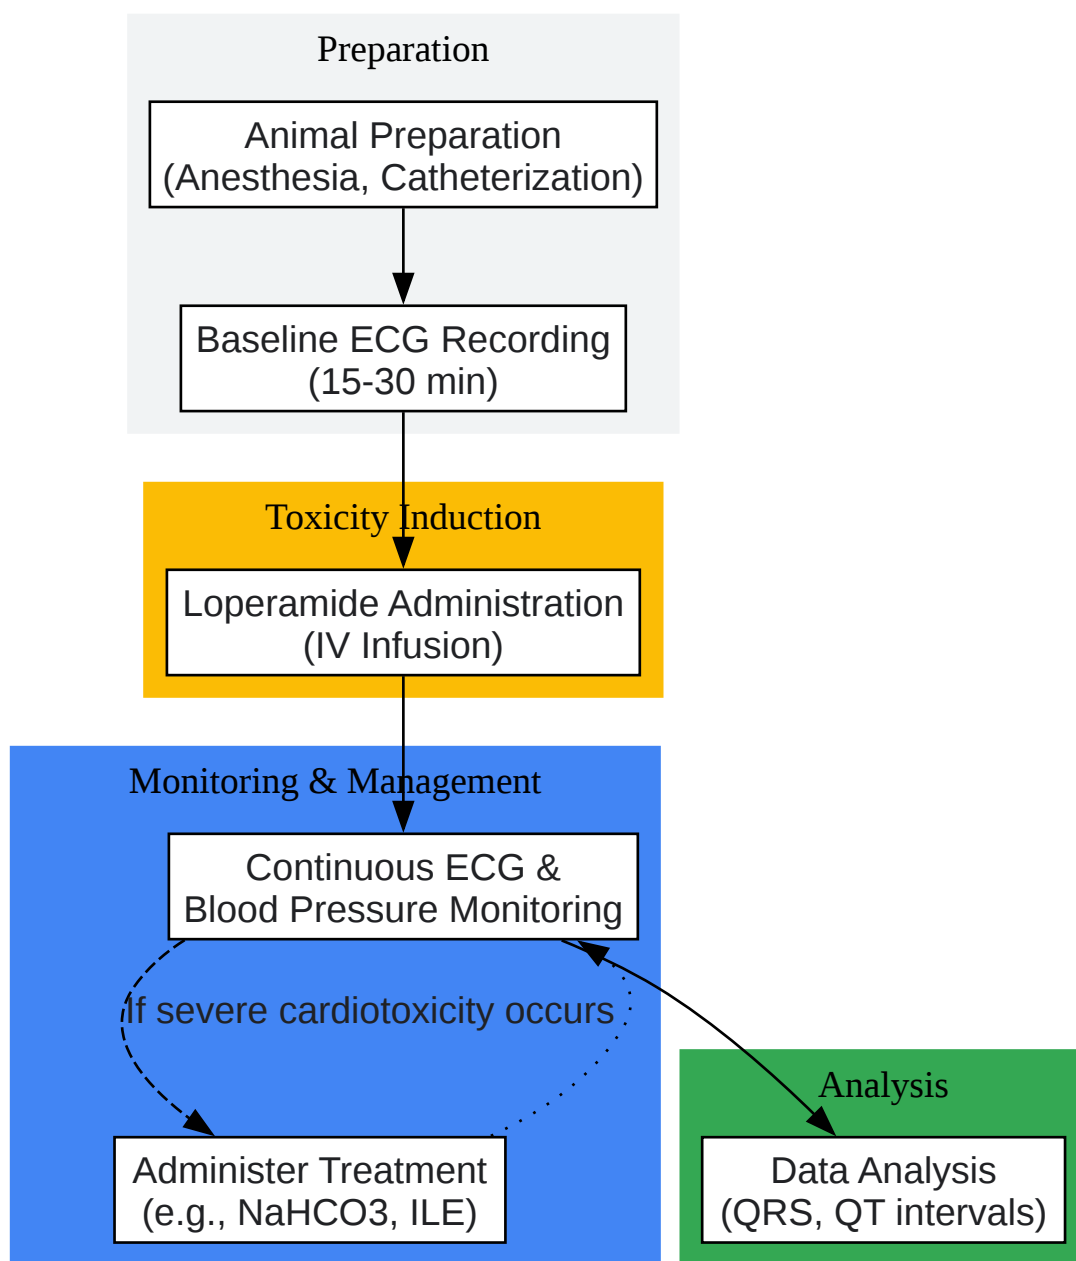 Preparation
Animal Preparation
(Anesthesia, Catheterization)
Baseline ECG Recording
(15-30 min)
Toxicity Induction
Loperamide Administration
(IV Infusion)
Monitoring & Management
Continuous ECG &
Blood Pressure Monitoring
If severe cardiotoxicity occurs
Administer Treatment
(e.g., NaHCO3, ILE)
Analysis
Data Analysis
(QRS, QT intervals)